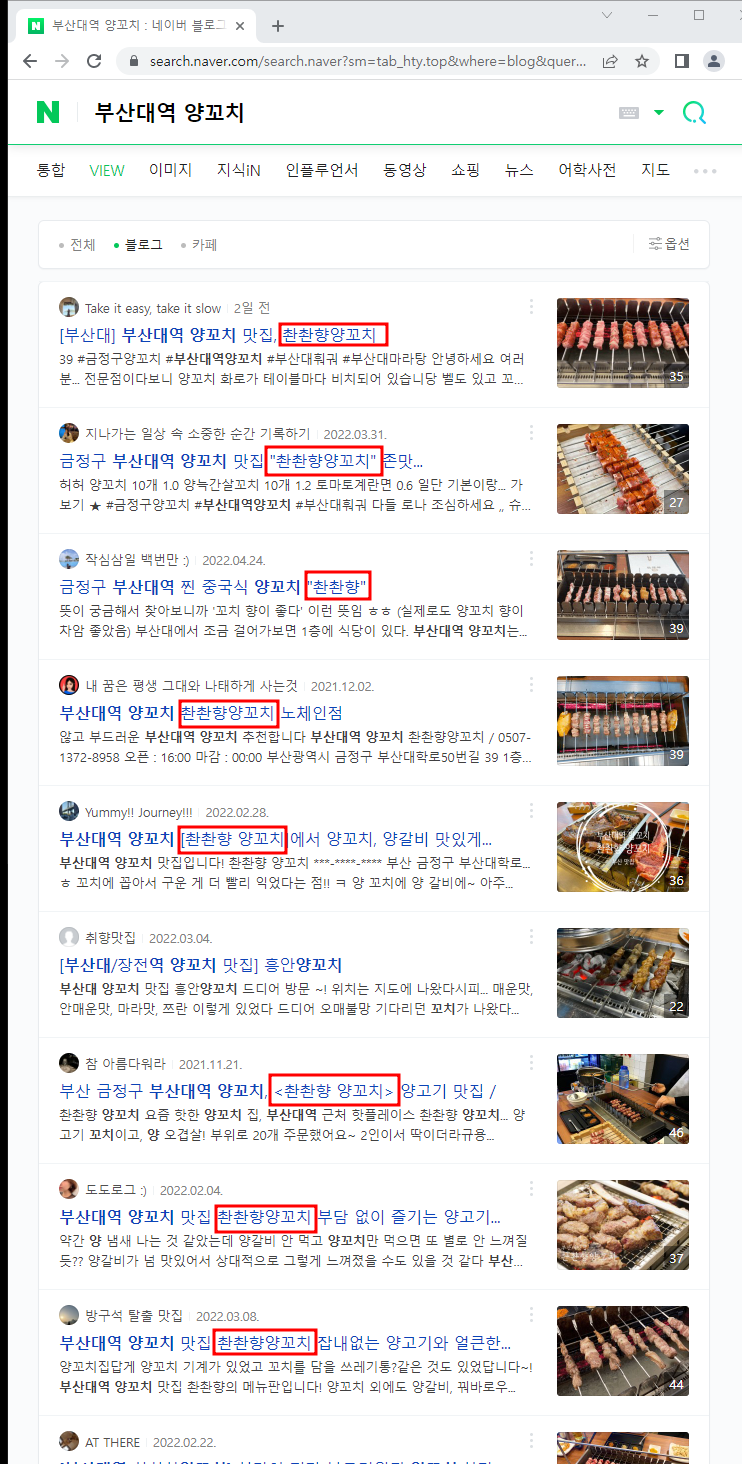 부산대역 양꼬치 : 네이버 블로그
search.naver.com/search.naver?sm=tab_hty.top&where=blog&quer...
N 부산대역 양꼬치
통합 VIEW 이미지 지식iN 인플루언서 동영상 쇼핑 뉴스 어학사전 지도
전체 블로그 카페 옵션
Take it easy, take it slow 2일 전
[부산대] 부산대역 양꼬치 맛집, 촨촨향양꼬치
39 #금정구양꼬치 #부산대역양꼬치 #부산대훠궈 #부산대마라탕 안녕하세요 여러
분... 전문점이다보니 양꼬치 화로가 테이블마다 비치되어 있습니당 벨도 있고 꼬...
35
지나가는 일상 속 소중한 순간 기록하기 2022.03.31.
금정구 부산대역 양꼬치 맛집 "촨촨향양꼬치" 존맛...
허허 양꼬치 10개 1.0 양늑간살꼬치 10개 1.2 토마토계란면 0.6 일단 기본이랑... 가
보기 ★ #금정구양꼬치 #부산대역양꼬치 #부산대훠궈 다들 로나 조심하세요 ,, 슈...
27
작심삼일 백번만 :) 2022.04.24.
금정구 부산대역 찐 중국식 양꼬치 "촨촨향"
뜻이 궁금해서 찾아보니까 '꼬치 향이 좋다' 이런 뜻임 ㅎㅎ (실제로도 양꼬치 향이
차암 좋았음) 부산대에서 조금 걸어가보면 1층에 식당이 있다. 부산대역 양꼬치는...
39
내 꿈은 평생 그대와 나태하게 사는것 2021.12.02.
부산대역 양꼬치 촨촨향양꼬치 노체인점
않고 부드러운 부산대역 양꼬치 추천합니다 부산대역 양꼬치 촨촨향양꼬치 / 0507-
1372-8958 오픈 : 16:00 마감 : 00:00 부산광역시 금정구 부산대학로50번길 39 1층...
39
Yummy!! Journey!!! 2022.02.28.
부산대역 양꼬치 [촨촨향 양꼬치]에서 양꼬치, 양갈비 맛있게...
부산대역 양꼬치 맛집입니다! 촨촨향 양꼬치 ***-****-**** 부산 금정구 부산대학로...
ㅎ 꼬치에 꼽아서 구운 게 더 빨리 익었다는 점!! ㅋ 양 꼬치에 양 갈비에~ 아주...
부산대역 양꼬치
촨촨향 양꼬치
36
취향맛집 2022.03.04.
[부산대/장전역 양꼬치 맛집] 흥안양꼬치
부산대 양꼬치 맛집 흥안양꼬치 드디어 방문 ~! 위치는 지도에 나왔다시피... 매운맛,
안매운맛, 마라맛, 쯔란 이렇게 있었다 드디어 오매불망 기다리던 꼬치가 나왔다...
22
참 아름다워라 2021.11.21.
부산 금정구 부산대역 양꼬치, <촨촨향 양꼬치> 양고기 맛집 /
촨촨향 양꼬치 요즘 핫한 양꼬치 집, 부산대역 근처 핫플레이스 촨촨향 양꼬치... 양
고기 꼬치이고, 양 오겹살! 부위로 20개 주문했어요~ 2인이서 딱이더라규용...
46
도도로그 :) 2022.02.04.
부산대역 양꼬치 맛집 촨촨향양꼬치 부담 없이 즐기는 양고기...
약간 양 냄새 나는 것 같았는데 양갈비 안 먹고 양꼬치만 먹으면 또 별로 안 느껴질
듯?? 양갈비가 넘 맛있어서 상대적으로 그렇게 느껴졌을 수도 있을 것 같다 부산...
37
방구석 탈출 맛집 2022.03.08.
부산대역 양꼬치 맛집 촨촨향양꼬치 잡내없는 양고기와 얼큰한...
양꼬치집답게 양꼬치 기계가 있었고 꼬치를 담을 쓰레기통?같은 것도 있었답니다~!
부산대역 양꼬치 맛집 촨촨향의 메뉴판입니다! 양꼬치 외에도 양갈비, 꿔바로우...
44
AT THERE 2022.02.22.